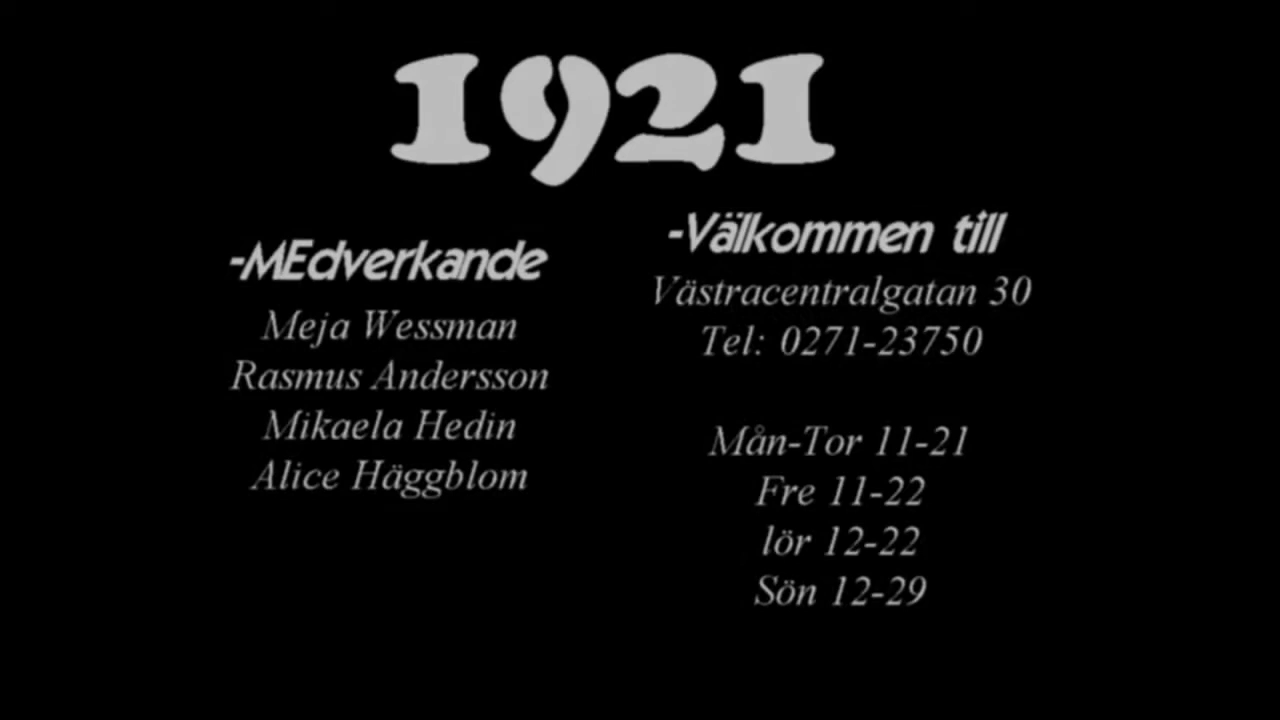 1921
-MEdverkande
Meja Wessman
Rasmus Andersson
Mikaela Hedin
Alice Häggblom
-Välkommen till
Västracentralgatan 30
Tel: 0271-23750
Mån-Tor 11-21
Fre 11-22
lör 12-22
Sön 12-29